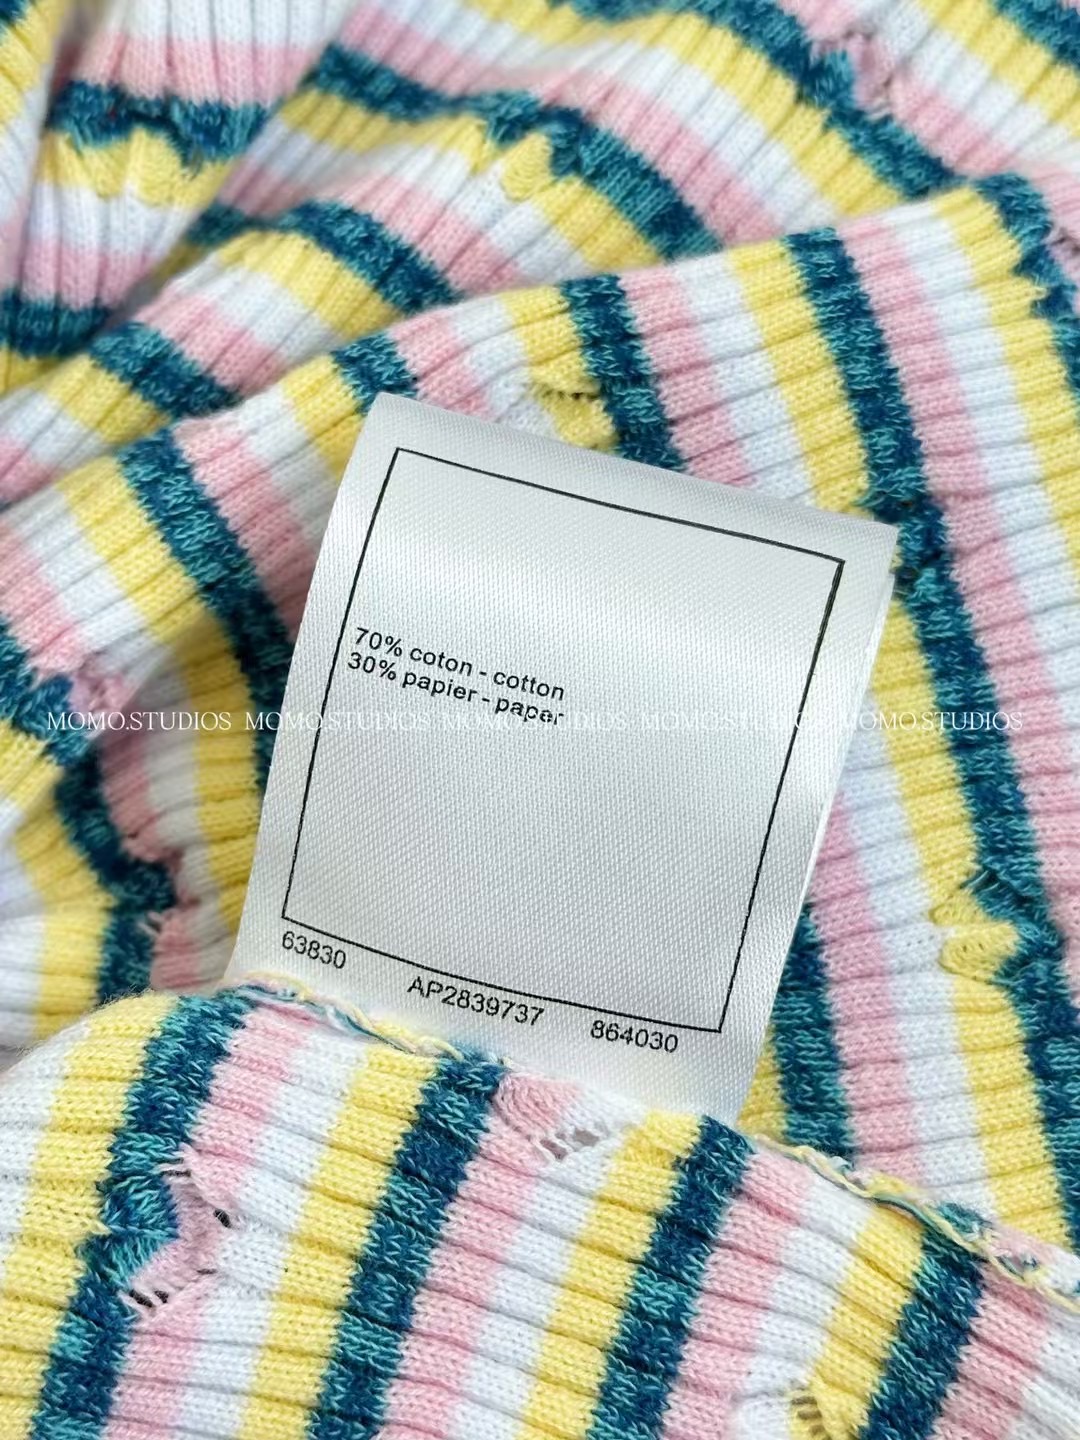 70% coton - cotton
30% papier - paper
MOMO.STUDIOS MOMO.STUDIOS MOMO.STUDIOS MOMO.STUDIOS MOMO.STUDIOS
63830 AP2839737 864030